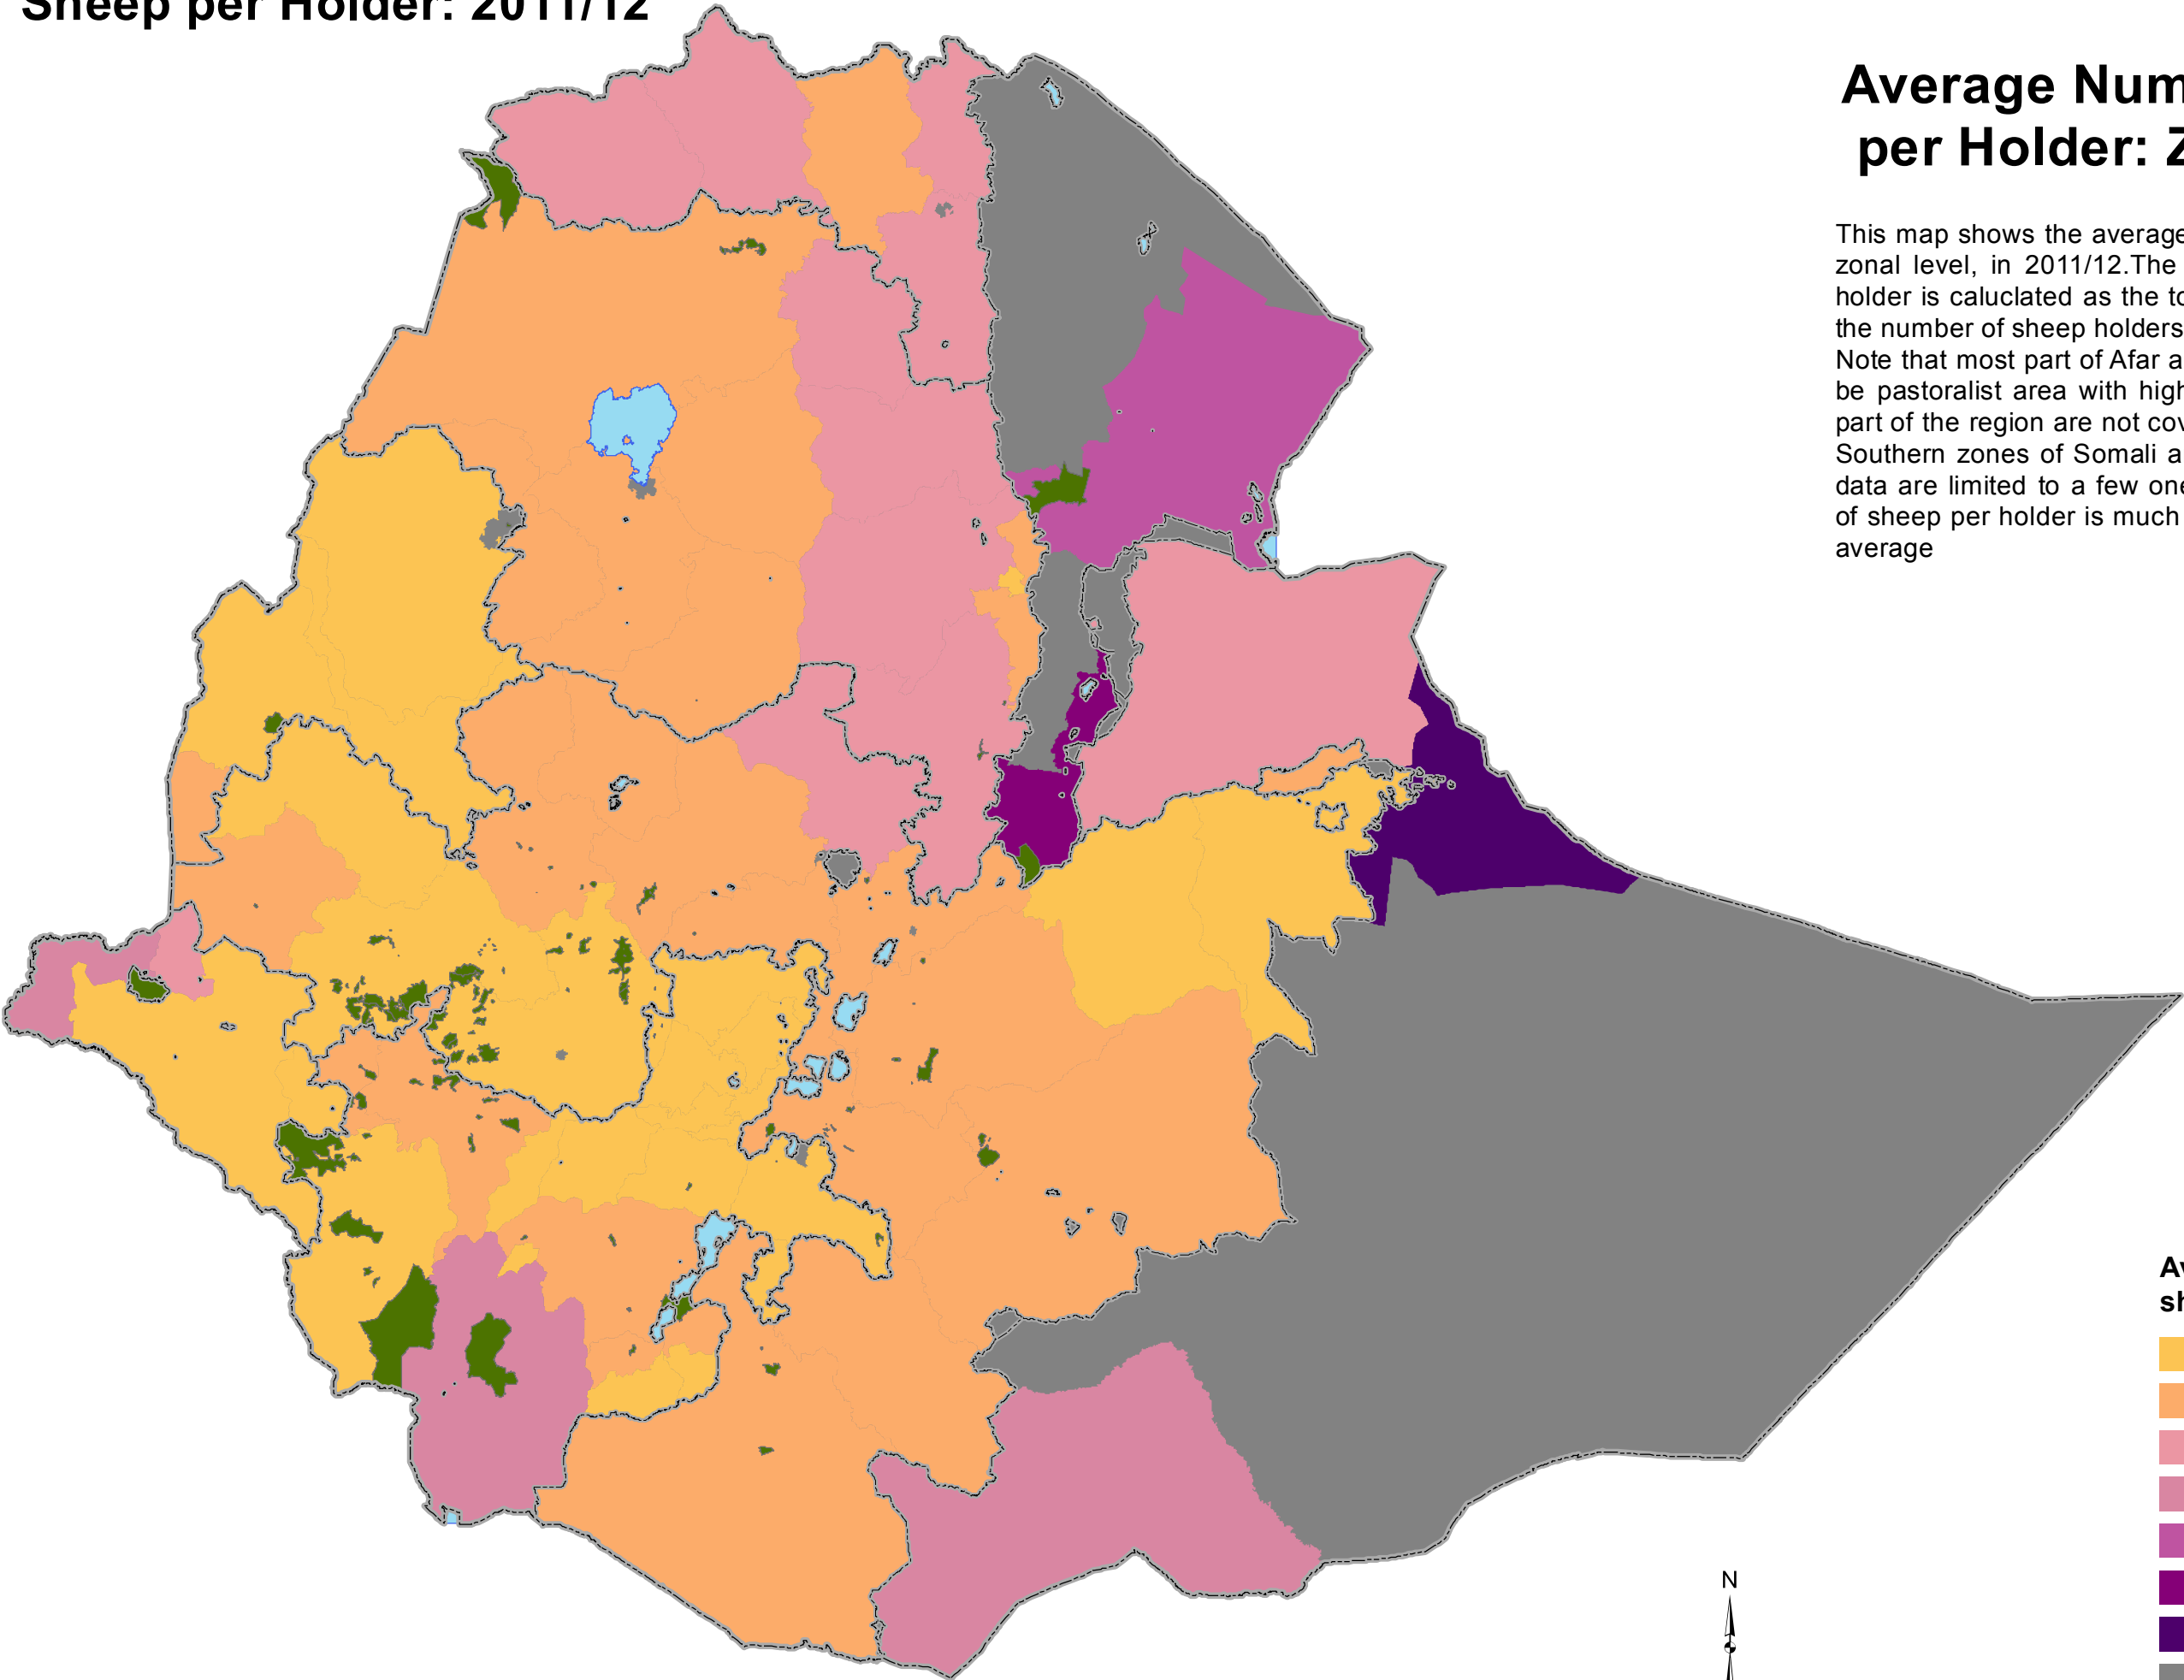 Sheep per Holder: 2011/12
Average Num
per Holder: Z
This map shows the average
zonal level, in 2011/12.The
holder is caluclated as the to
the number of sheep holders
Note that most part of Afar a
be pastoralist area with high
part of the region are not cov
Southern zones of Somali a
data are limited to a few one
of sheep per holder is much
average
Av
sh
N